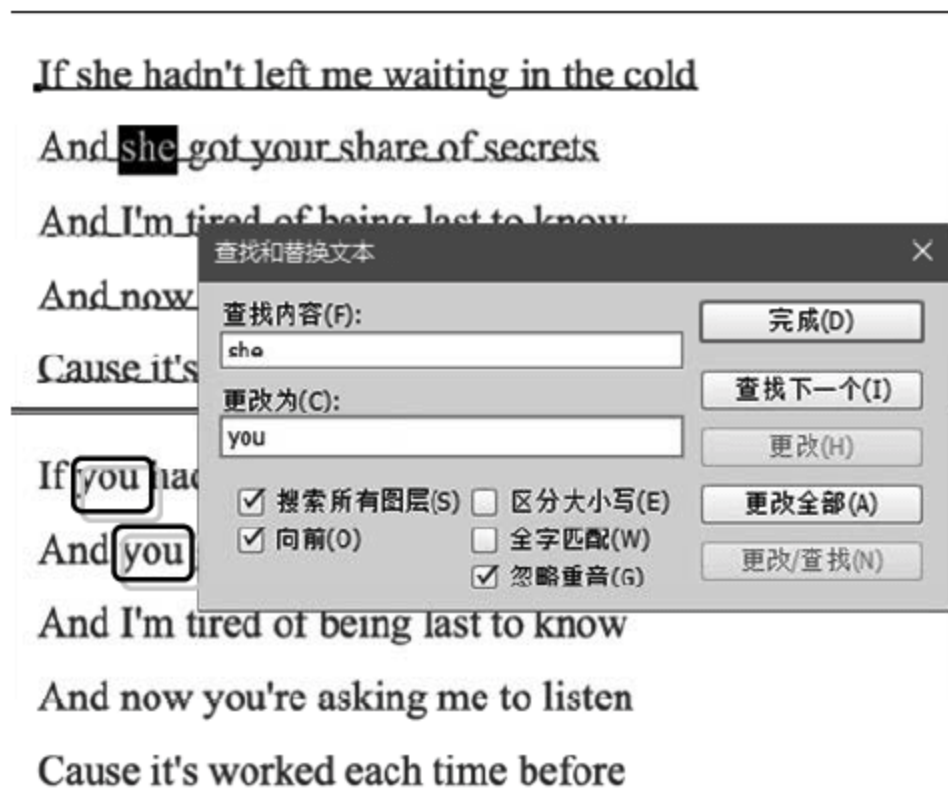 If she hadn't left me waiting in the cold
And she got your share of secrets
And I'm tired of being last to know
And now
Cause it's
查找和替换文本
查找内容(F):
she
更改为(C):
you
搜索所有图层(S)
区分大小写(E)
向前(O)
全字匹配(W)
忽略重音(G)
完成(D)
查找下一个(I)
更改(H)
更改全部(A)
更改/查找(N)
If you had
And you
And I'm tired of being last to know
And now you're asking me to listen
Cause it's worked each time before